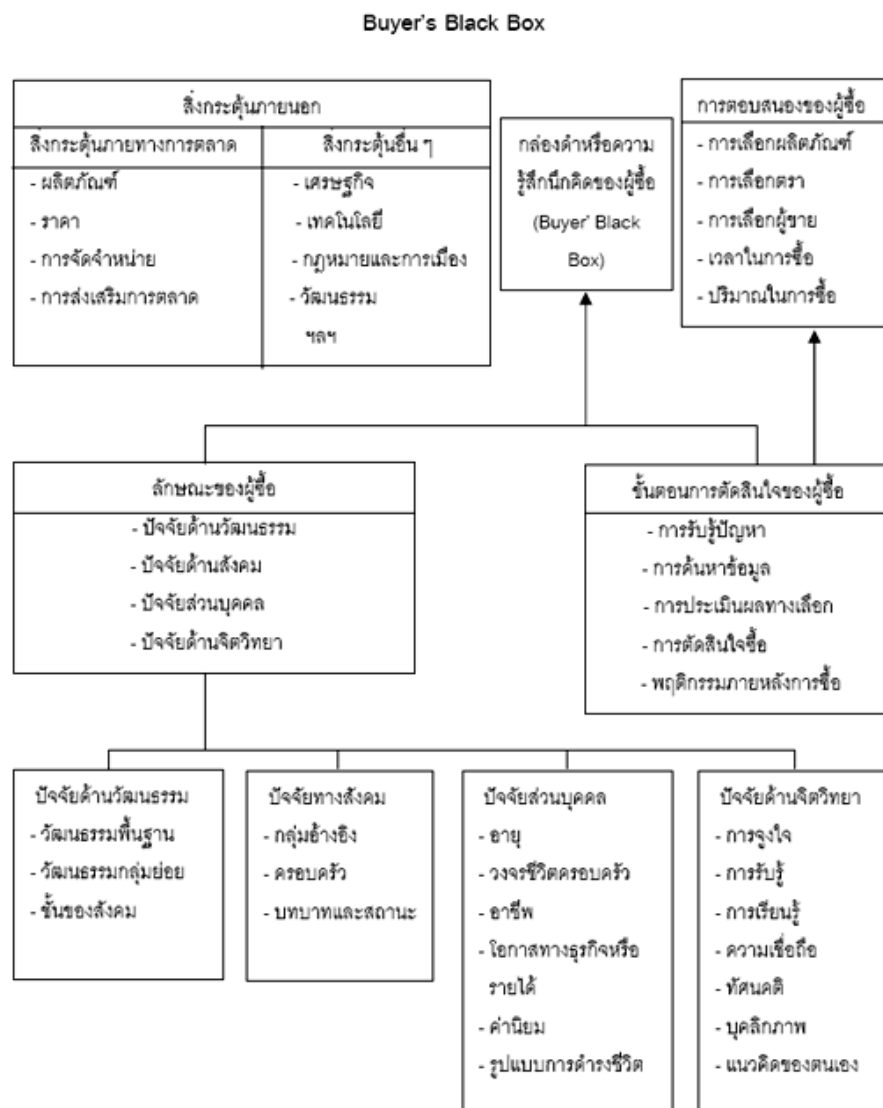 Buyer's Black Box
สิ่งกระตุ้นภายนอก
สิ่งกระตุ้นภายทางการตลาด
- ผลิตภัณฑ์
- ราคา
- การจัดจำหน่าย
- การส่งเสริมการตลาด
สิ่งกระตุ้นอื่น ๆ
- เศรษฐกิจ
- เทคโนโลยี
- กฎหมายและการเมือง
- วัฒนธรรม
ฯลฯ
กล่องดำหรือความ
รู้สึกนึกคิดของผู้ซื้อ
(Buyer' Black
Box)
การตอบสนองของผู้ซื้อ
- การเลือกผลิตภัณฑ์
- การเลือกตรา
- การเลือกผู้ขาย
- เวลาในการซื้อ
- ปริมาณในการซื้อ
ลักษณะของผู้ซื้อ
- ปัจจัยด้านวัฒนธรรม
- ปัจจัยด้านสังคม
- ปัจจัยส่วนบุคคล
- ปัจจัยด้านจิตวิทยา
ขั้นตอนการตัดสินใจของผู้ซื้อ
- การรับรู้ปัญหา
- การค้นหาข้อมูล
- การประเมินผลทางเลือก
- การตัดสินใจซื้อ
- พฤติกรรมภายหลังการซื้อ
ปัจจัยด้านวัฒนธรรม
- วัฒนธรรมพื้นฐาน
- วัฒนธรรมกลุ่มย่อย
- ชั้นของสังคม
ปัจจัยทางสังคม
- กลุ่มอ้างอิง
- ครอบครัว
- บทบาทและสถานะ
ปัจจัยส่วนบุคคล
- อายุ
- วงจรชีวิตครอบครัว
- อาชีพ
- โอกาสทางธุรกิจหรือ
รายได้
- ค่านิยม
- รูปแบบการดำรงชีวิต
ปัจจัยด้านจิตวิทยา
- การจูงใจ
- การรับรู้
- การเรียนรู้
- ความเชื่อถือ
- ทัศนคติ
- บุคลิกภาพ
- แนวคิดของตนเอง